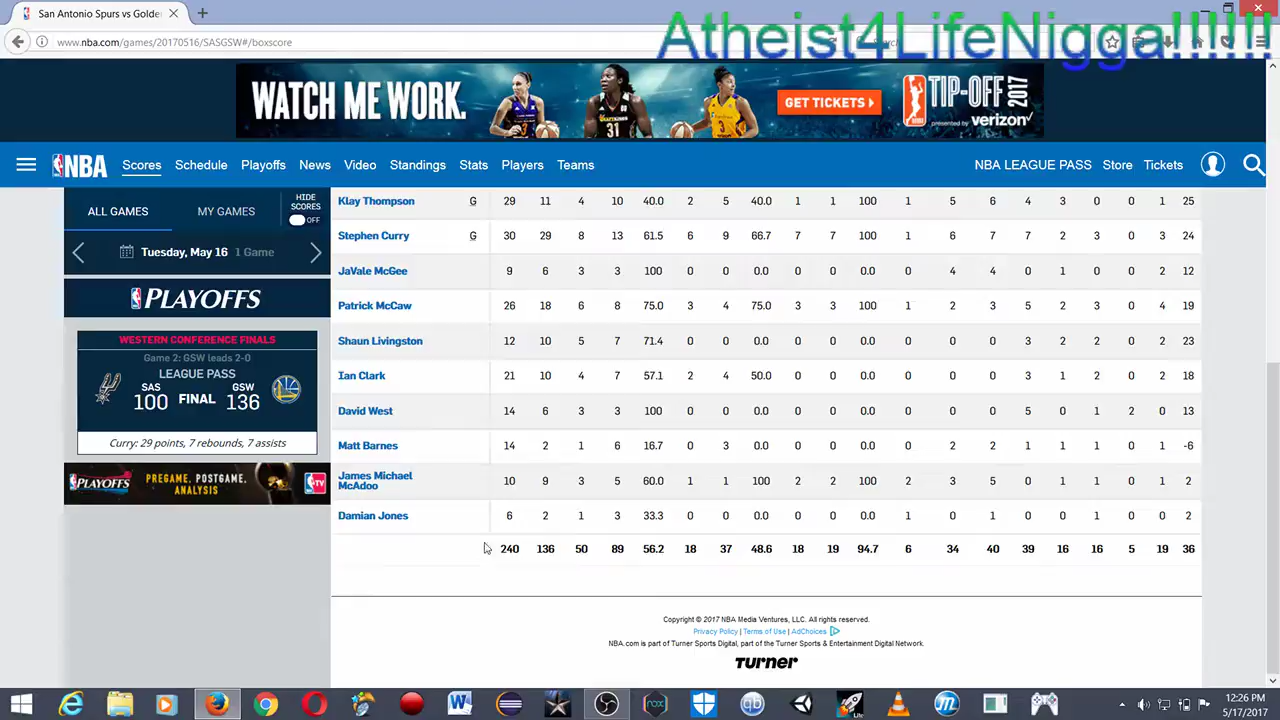 San Antonio Spurs vs Golden
Atheist4LifeNigga!!!!!!
www.nba.com/games/20170516/SASGSW#/boxscore
WATCH ME WORK.
31
GET TICKETS
TIP-OFF 2017
presented by verizon
NBA Scores Schedule Playoffs News Video Standings Stats Players Teams NBA LEAGUE PASS Store Tickets
ALL GAMES MY GAMES HIDE SCORES OFF
Tuesday, May 16 1 Game
PLAYOFFS
WESTERN CONFERENCE FINALS
Game 2: GSW leads 2-0
LEAGUE PASS
SAS GSW
100 FINAL 136
Curry: 29 points, 7 rebounds, 7 assists
PLAYOFFS PREGAME. POSTGAME. ANALYSIS NBA TV
Klay Thompson G 29 11 4 10 40.0 2 5 40.0 1 1 100 1 5 6 4 3 0 0 1 25
Stephen Curry G 30 29 8 13 61.5 6 9 66.7 7 7 100 1 6 7 7 2 3 0 3 24
JaVale McGee 9 6 3 3 100 0 0 0.0 0 0 0.0 0 4 4 0 1 0 0 2 12
Patrick McCaw 26 18 6 8 75.0 3 4 75.0 3 3 100 1 2 3 5 2 3 0 4 19
Shaun Livingston 12 10 5 7 71.4 0 0 0.0 0 0 0.0 0 0 0 3 2 2 0 2 23
Ian Clark 21 10 4 7 57.1 2 4 50.0 0 0 0.0 0 0 0 3 1 2 0 2 18
David West 14 6 3 3 100 0 0 0.0 0 0 0.0 0 0 0 5 0 1 2 0 13
Matt Barnes 14 2 1 6 16.7 0 3 0.0 0 0 0.0 0 2 2 1 1 1 0 1 -6
James Michael McAdoo 10 9 3 5 60.0 1 1 100 2 2 100 2 3 5 0 1 1 1 1 2 2
Damian Jones 6 2 1 3 33.3 0 0 0.0 0 0 0.0 1 0 1 0 0 1 0 0 2
240 136 50 89 56.2 18 37 48.6 18 19 94.7 6 34 40 39 16 16 5 19 36
Copyright © 2017 NBA Media Ventures, LLC. All rights reserved.
Privacy Policy | Terms of Use | AdChoices
NBA.com is part of Turner Sports Digital, part of the Turner Sports & Entertainment Digital Network.
Turner
12:26 PM
5/17/2017